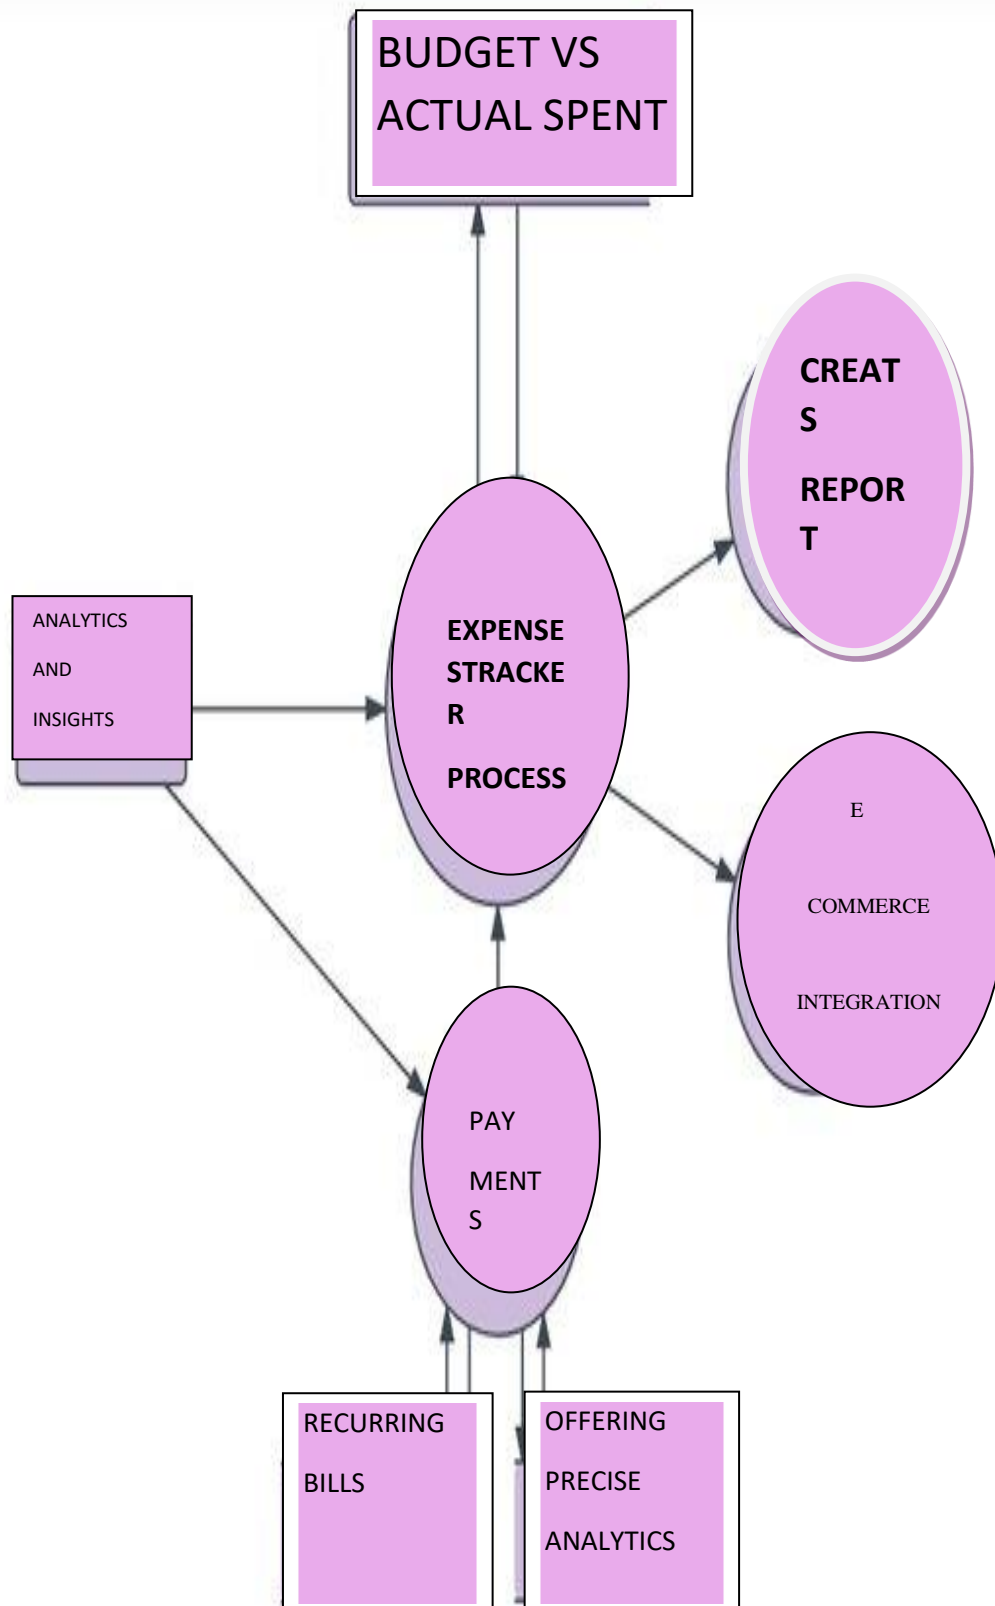 BUDGET VS
ACTUAL SPENT
CREAT
S
REPOR
T
EXPENSE
STRACKE
R
PROCESS
ANALYTICS
AND
INSIGHTS
E
COMMERCE
INTEGRATION
PAY
MENT
S
RECURRING
BILLS
OFFERING
PRECISE
ANALYTICS